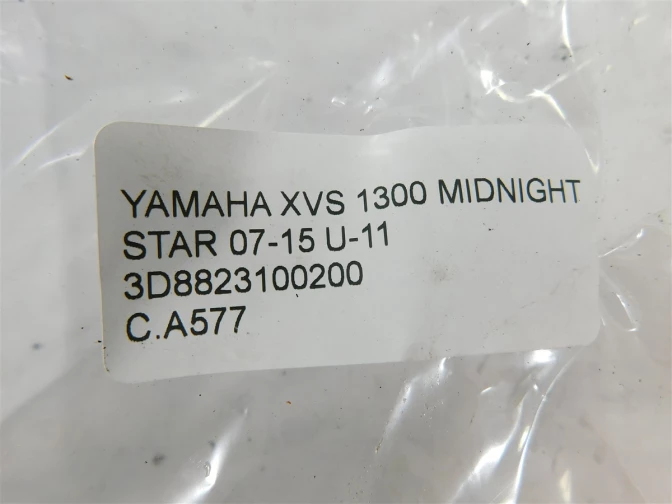 YAMAHA XVS 1300 MIDNIGHT
STAR 07-15 U-11
3D8823100200
C.A577